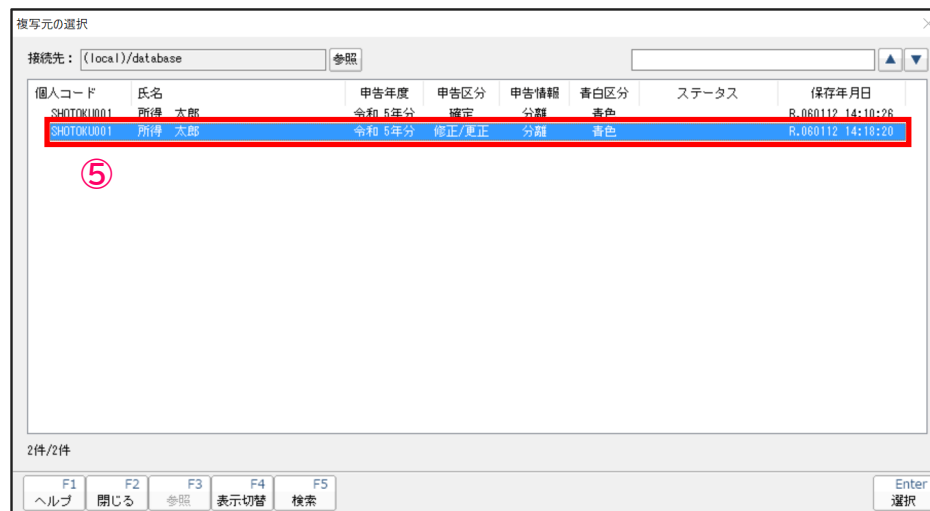 複写元の選択
接続先： (local)/database 参照 ▲ ▼
個人コード 氏名 申告年度 申告区分 申告情報 青白区分 ステータス 保存年月日
SHOTOKU001 所得 太郎 令和 5年分 確定 分離 青色 R.060112 14:10:26
SHOTOKU001 所得 太郎 令和 5年分 修正/更正 分離 青色 R.060112 14:18:20
⑤
2件/2件
F1 F2 F3 F4 F5 Enter
ヘルプ 閉じる 参照 表示切替 検索 選択